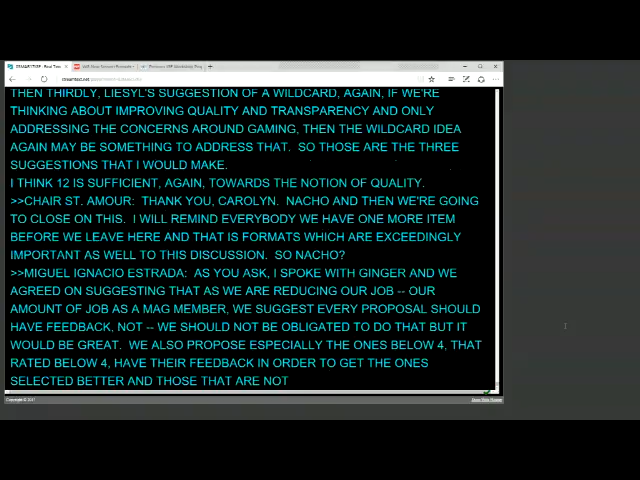 THEN THIRDLY, LIESYL'S SUGGESTION OF A WILDCARD, AGAIN, IF WE'RE
THINKING ABOUT IMPROVING QUALITY AND TRANSPARENCY AND ONLY
ADDRESSING THE CONCERNS AROUND GAMING, THEN THE WILDCARD IDEA
AGAIN MAY BE SOMETHING TO ADDRESS THAT.  SO THOSE ARE THE THREE
SUGGESTIONS THAT I WOULD MAKE.
I THINK 12 IS SUFFICIENT, AGAIN, TOWARDS THE NOTION OF QUALITY.
>>CHAIR ST. AMOUR:  THANK YOU, CAROLYN.  NACHO AND THEN WE'RE GOING
TO CLOSE ON THIS.  I WILL REMIND EVERYBODY WE HAVE ONE MORE ITEM
BEFORE WE LEAVE HERE AND THAT IS FORMATS WHICH ARE EXCEEDINGLY
IMPORTANT AS WELL TO THIS DISCUSSION.  SO NACHO?
>>MIGUEL IGNACIO ESTRADA:  AS YOU ASK, I SPOKE WITH GINGER AND WE
AGREED ON SUGGESTING THAT AS WE ARE REDUCING OUR JOB -- OUR
AMOUNT OF JOB AS A MAG MEMBER, WE SUGGEST EVERY PROPOSAL SHOULD
HAVE FEEDBACK, NOT -- WE SHOULD NOT BE OBLIGATED TO DO THAT BUT IT
WOULD BE GREAT.  WE ALSO PROPOSE ESPECIALLY THE ONES BELOW 4, THAT
RATED BELOW 4, HAVE THEIR FEEDBACK IN ORDER TO GET THE ONES
SELECTED BETTER AND THOSE THAT ARE NOT
Copyright © 2017